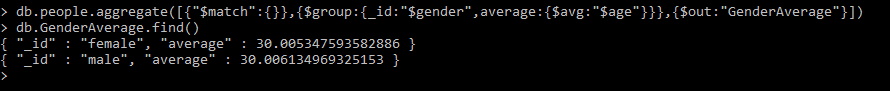 > db.people.aggregate([{"$match":{}},{$group:{_id:"$gender",average:{$avg:"$age"}}},{$out:"GenderAverage"}])
> db.GenderAverage.find()
{ "_id" : "female", "average" : 30.005347593582886 }
{ "_id" : "male", "average" : 30.006134969325153 }
>